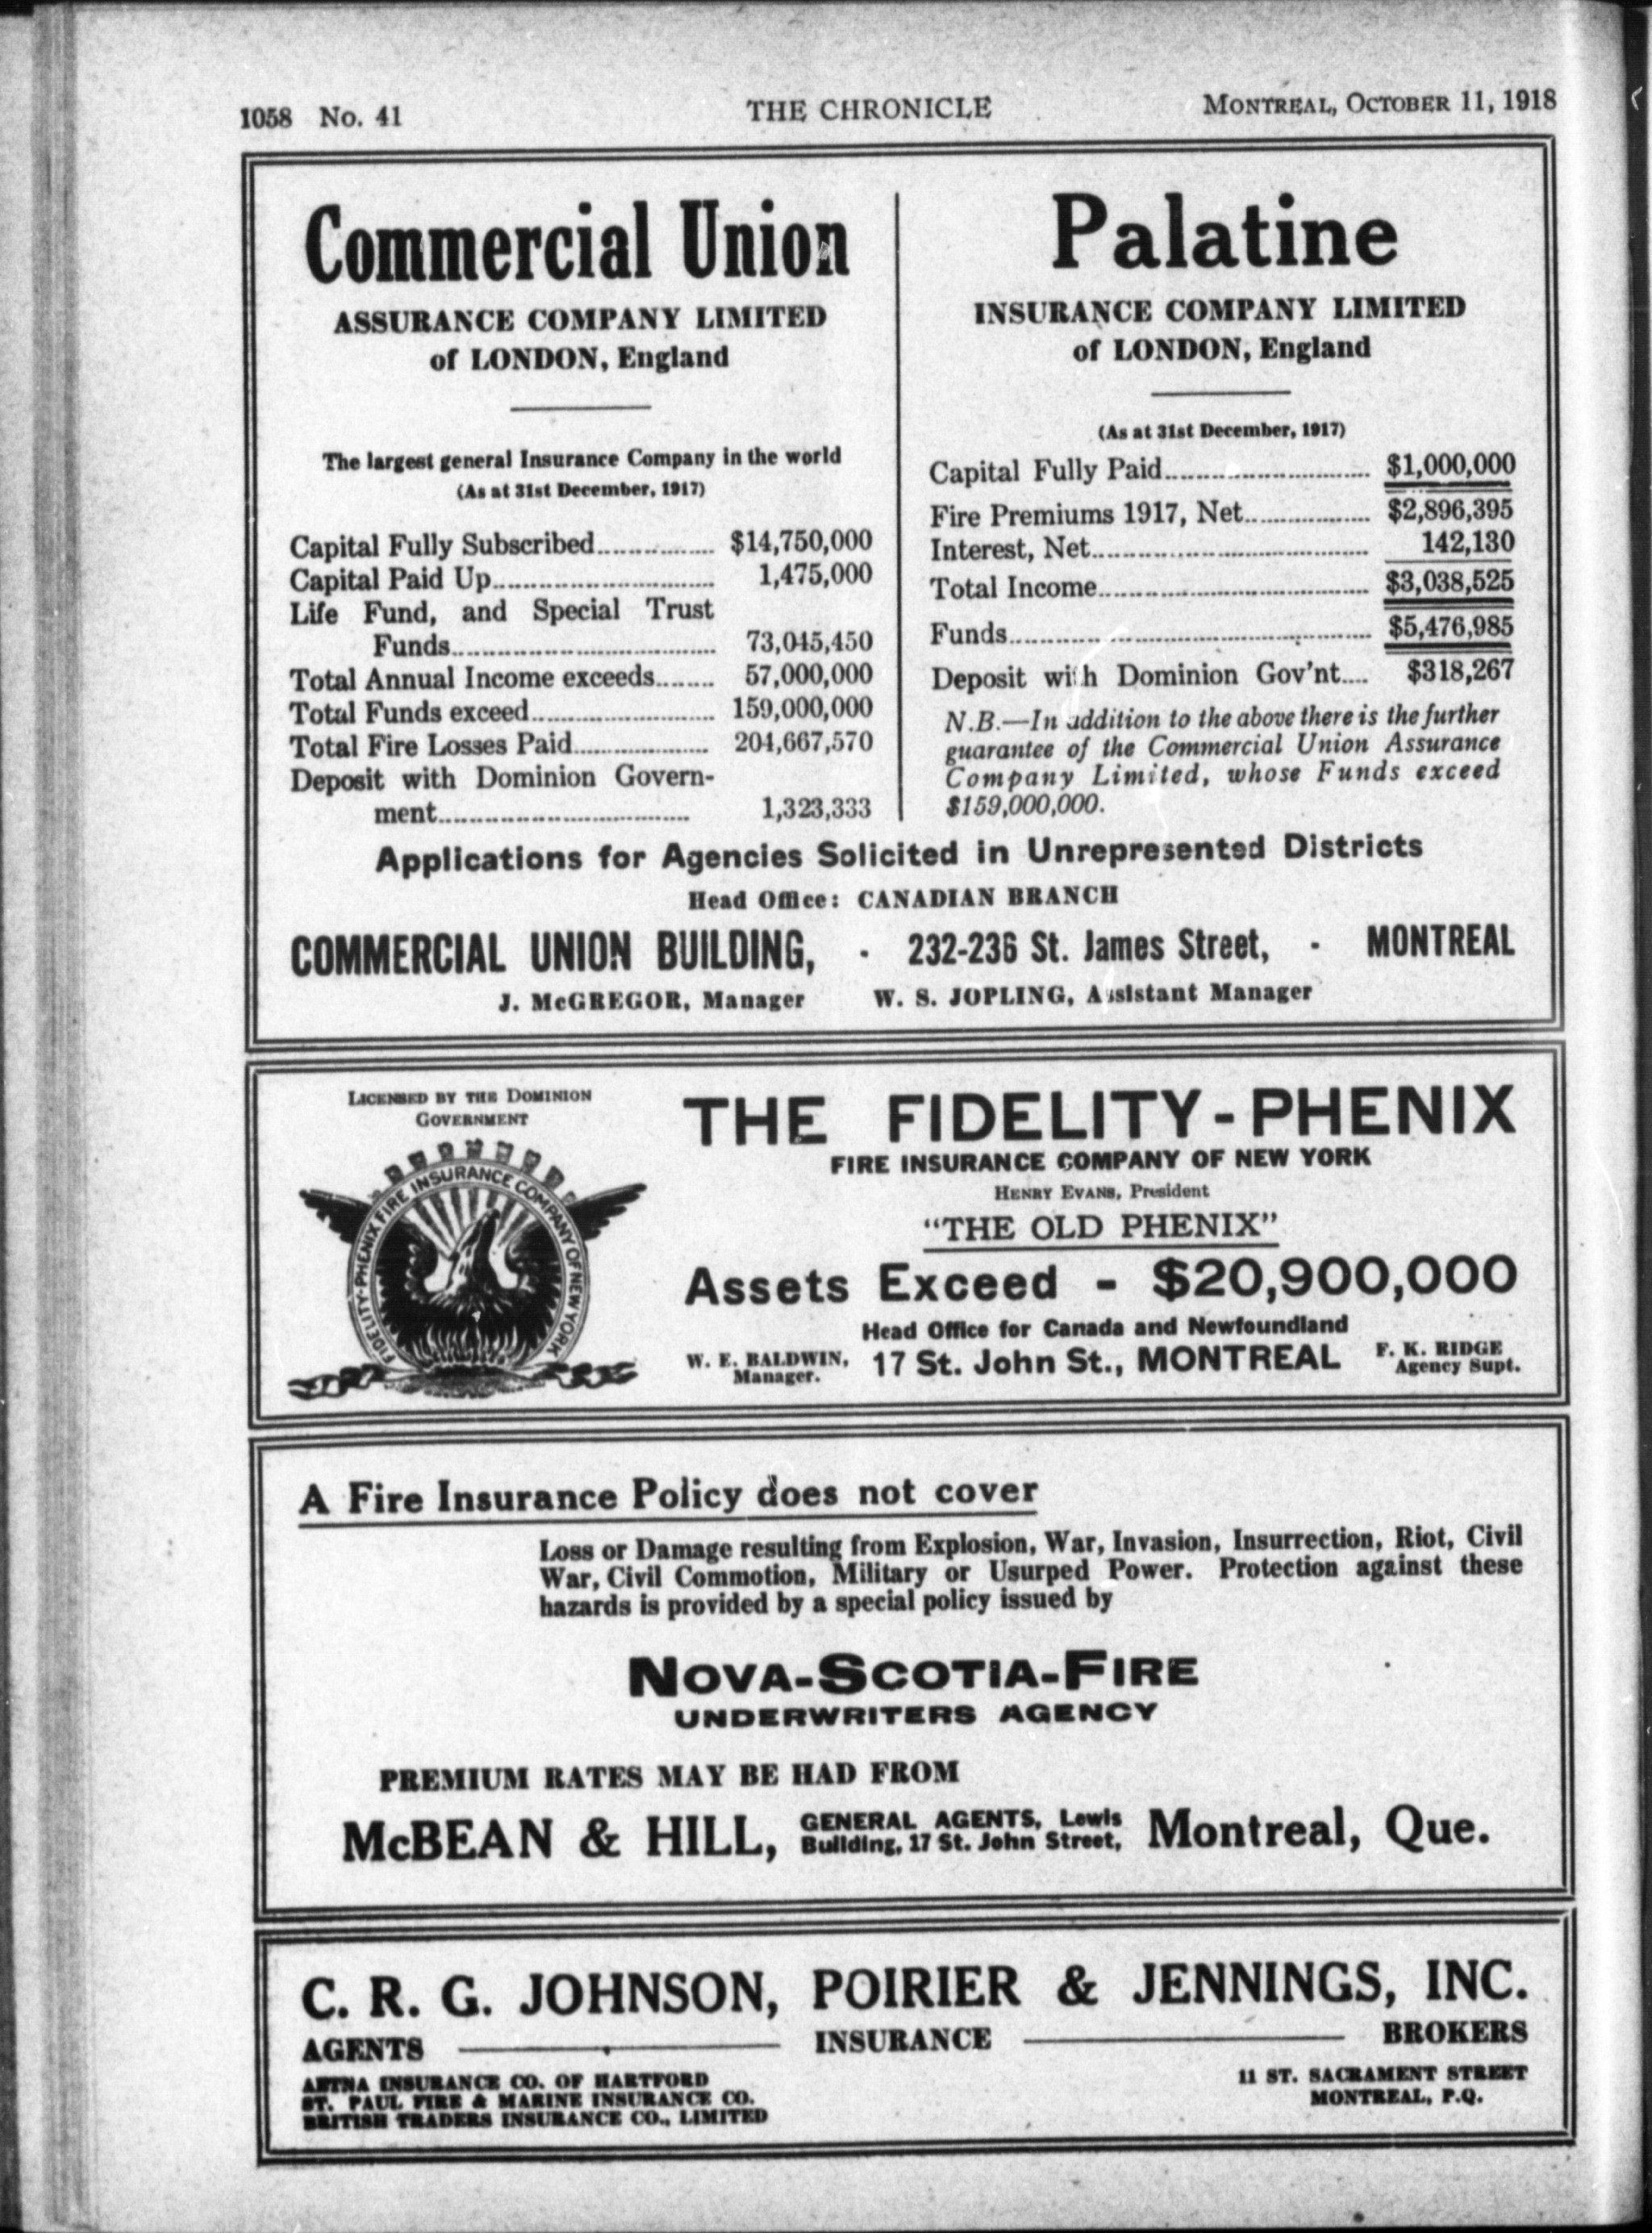 1058 No. 41 THE CHRONICLE MONTREAL, OCTOBER 11, 1918
Commercial Union
ASSURANCE COMPANY LIMITED
of LONDON, England
The largest general Insurance Company in the world
(As at 31st December, 1917)
Capital Fully Subscribed................ $14,750,000
Capital Paid Up.............................. 1,475,000
Life Fund, and Special Trust
Funds................................... 73,045,450
Total Annual Income exceeds........ 57,000,000
Total Funds exceed......................... 159,000,000
Total Fire Losses Paid................... 204,667,570
Deposit with Dominion Govern-
ment.................................. 1,323,333
Palatine
INSURANCE COMPANY LIMITED
of LONDON, England
(As at 31st December, 1917)
Capital Fully Paid........................... $1,000,000
Fire Premiums 1917, Net................. $2,896,395
Interest, Net..................................... 142,130
Total Income.................................... $3,038,525
Funds................................................ $5,476,985
Deposit with Dominion Gov'nt.... $318,267
N.B.—In addition to the above there is the further
guarantee of the Commercial Union Assurance
Company Limited, whose Funds exceed
$159,000,000.
Applications for Agencies Solicited in Unrepresented Districts
Head Office: CANADIAN BRANCH
COMMERCIAL UNION BUILDING, - 232-236 St. James Street, - MONTREAL
J. McGREGOR, Manager W. S. JOPLING, Assistant Manager
LICENSED BY THE DOMINION
GOVERNMENT
FIDELITY-PHENIX FIRE INSURANCE COMPANY OF NEW YORK
THE FIDELITY-PHENIX
FIRE INSURANCE COMPANY OF NEW YORK
HENRY EVANS, President
"THE OLD PHENIX"
Assets Exceed - $20,900,000
Head Office for Canada and Newfoundland
W. E. BALDWIN, Manager. 17 St. John St., MONTREAL F. K. RIDGE Agency Supt.
A Fire Insurance Policy does not cover
Loss or Damage resulting from Explosion, War, Invasion, Insurrection, Riot, Civil
War, Civil Commotion, Military or Usurped Power. Protection against these
hazards is provided by a special policy issued by
NOVA-SCOTIA-FIRE
UNDERWRITERS AGENCY
PREMIUM RATES MAY BE HAD FROM
McBEAN & HILL, GENERAL AGENTS, Lewis Building, 17 St. John Street, Montreal, Que.
C. R. G. JOHNSON, POIRIER & JENNINGS, INC.
AGENTS INSURANCE BROKERS
AETNA INSURANCE CO. OF HARTFORD
ST. PAUL FIRE & MARINE INSURANCE CO.
BRITISH TRADERS INSURANCE CO., LIMITED
11 ST. SACRAMENT STREET
MONTREAL, P.Q.